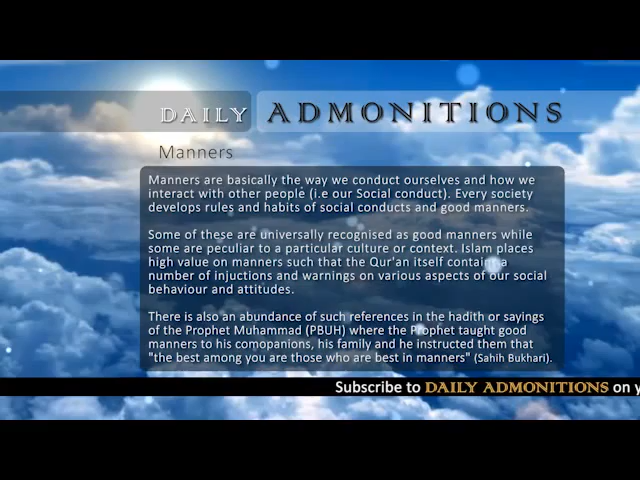 DAILY ADMONITIONS
Manners
Manners are basically the way we conduct ourselves and how we
interact with other people (i.e our Social conduct). Every society
develops rules and habits of social conducts and good manners.
Some of these are universally recognised as good manners while
some are peculiar to a particular culture or context. Islam places
high value on manners such that the Qur'an itself contain a
number of injuctions and warnings on various aspects of our social
behaviour and attitudes.
There is also an abundance of such references in the hadith or sayings
of the Prophet Muhammad (PBUH) where the Prophet taught good
manners to his comopanions, his family and he instructed them that
"the best among you are those who are best in manners" (Sahih Bukhari).
Subscribe to DAILY ADMONITIONS on y